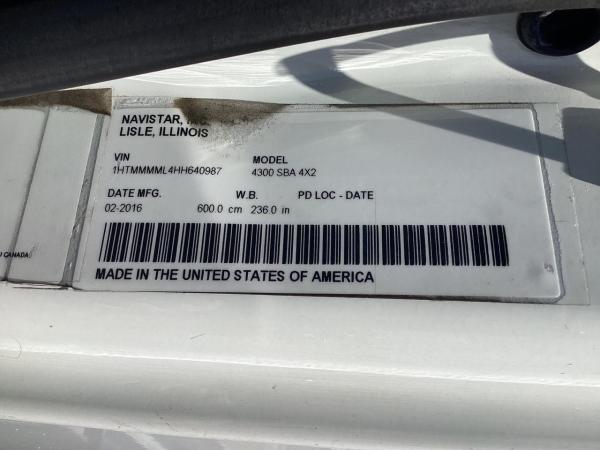 NAVISTAR,
LISLE, ILLINOIS
VIN MODEL
1HTMMMML4HH640987 4300 SBA 4X2
DATE MFG. W.B. PD LOC - DATE
02-2016 600.0 cm 236.0 in
MADE IN THE UNITED STATES OF AMERICA
CANADA